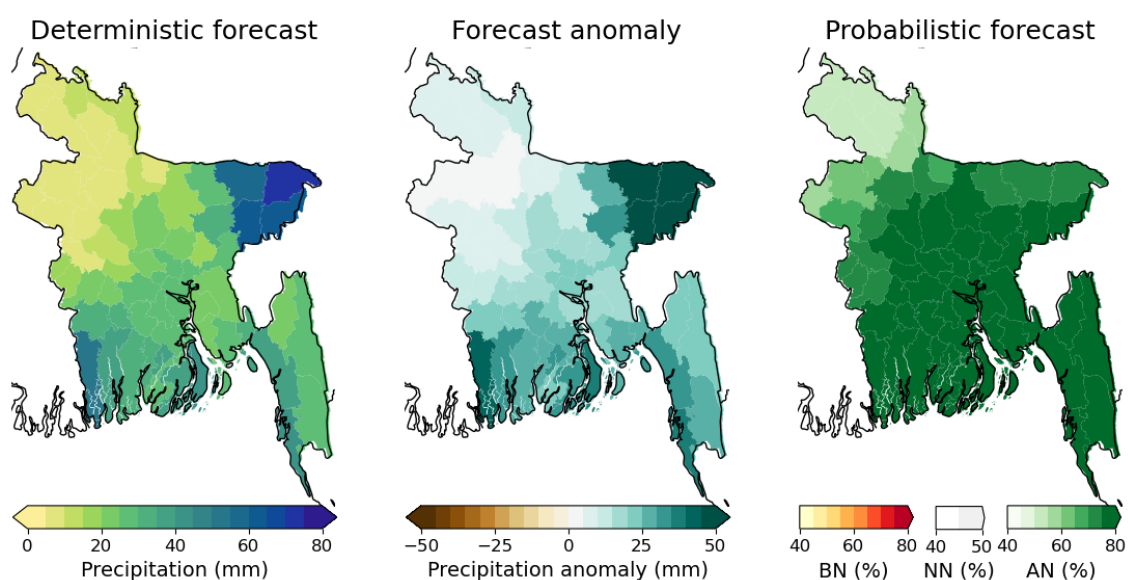 Deterministic forecast
Forecast anomaly
Probabilistic forecast
0 20 40 60 80
Precipitation (mm)
−50 −25 0 25 50
Precipitation anomaly (mm)
40 60 80
BN (%)
40 50
NN (%)
40 60 80
AN (%)